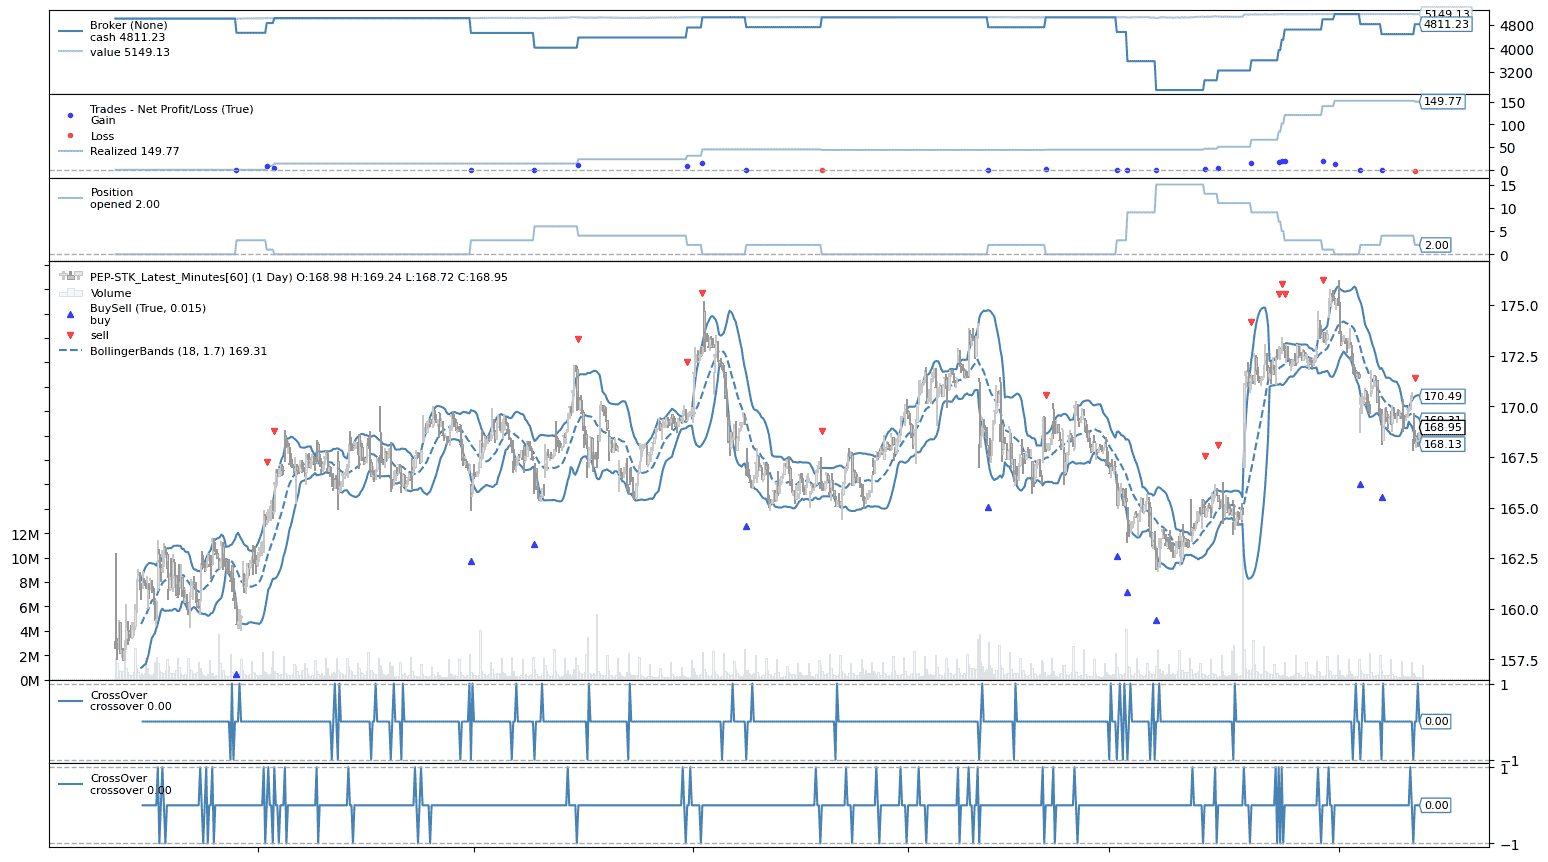 Broker (None)
cash 4811.23
value 5149.13
5149.13
4811.23
4800
4000
3200
Trades - Net Profit/Loss (True)
Gain
Loss
Realized 149.77
149.77
150
100
50
0
Position
opened 2.00
2.00
15
10
5
0
PEP-STK_Latest_Minutes[60] (1 Day) O:168.98 H:169.24 L:168.72 C:168.95
Volume
BuySell (True, 0.015)
buy
sell
BollingerBands (18, 1.7) 169.31
175.0
172.5
170.0
167.5
165.0
162.5
160.0
157.5
170.49
169.31
168.95
168.13
12M
10M
8M
6M
4M
2M
0M
CrossOver
crossover 0.00
1
0.00
−1
CrossOver
crossover 0.00
1
0.00
−1